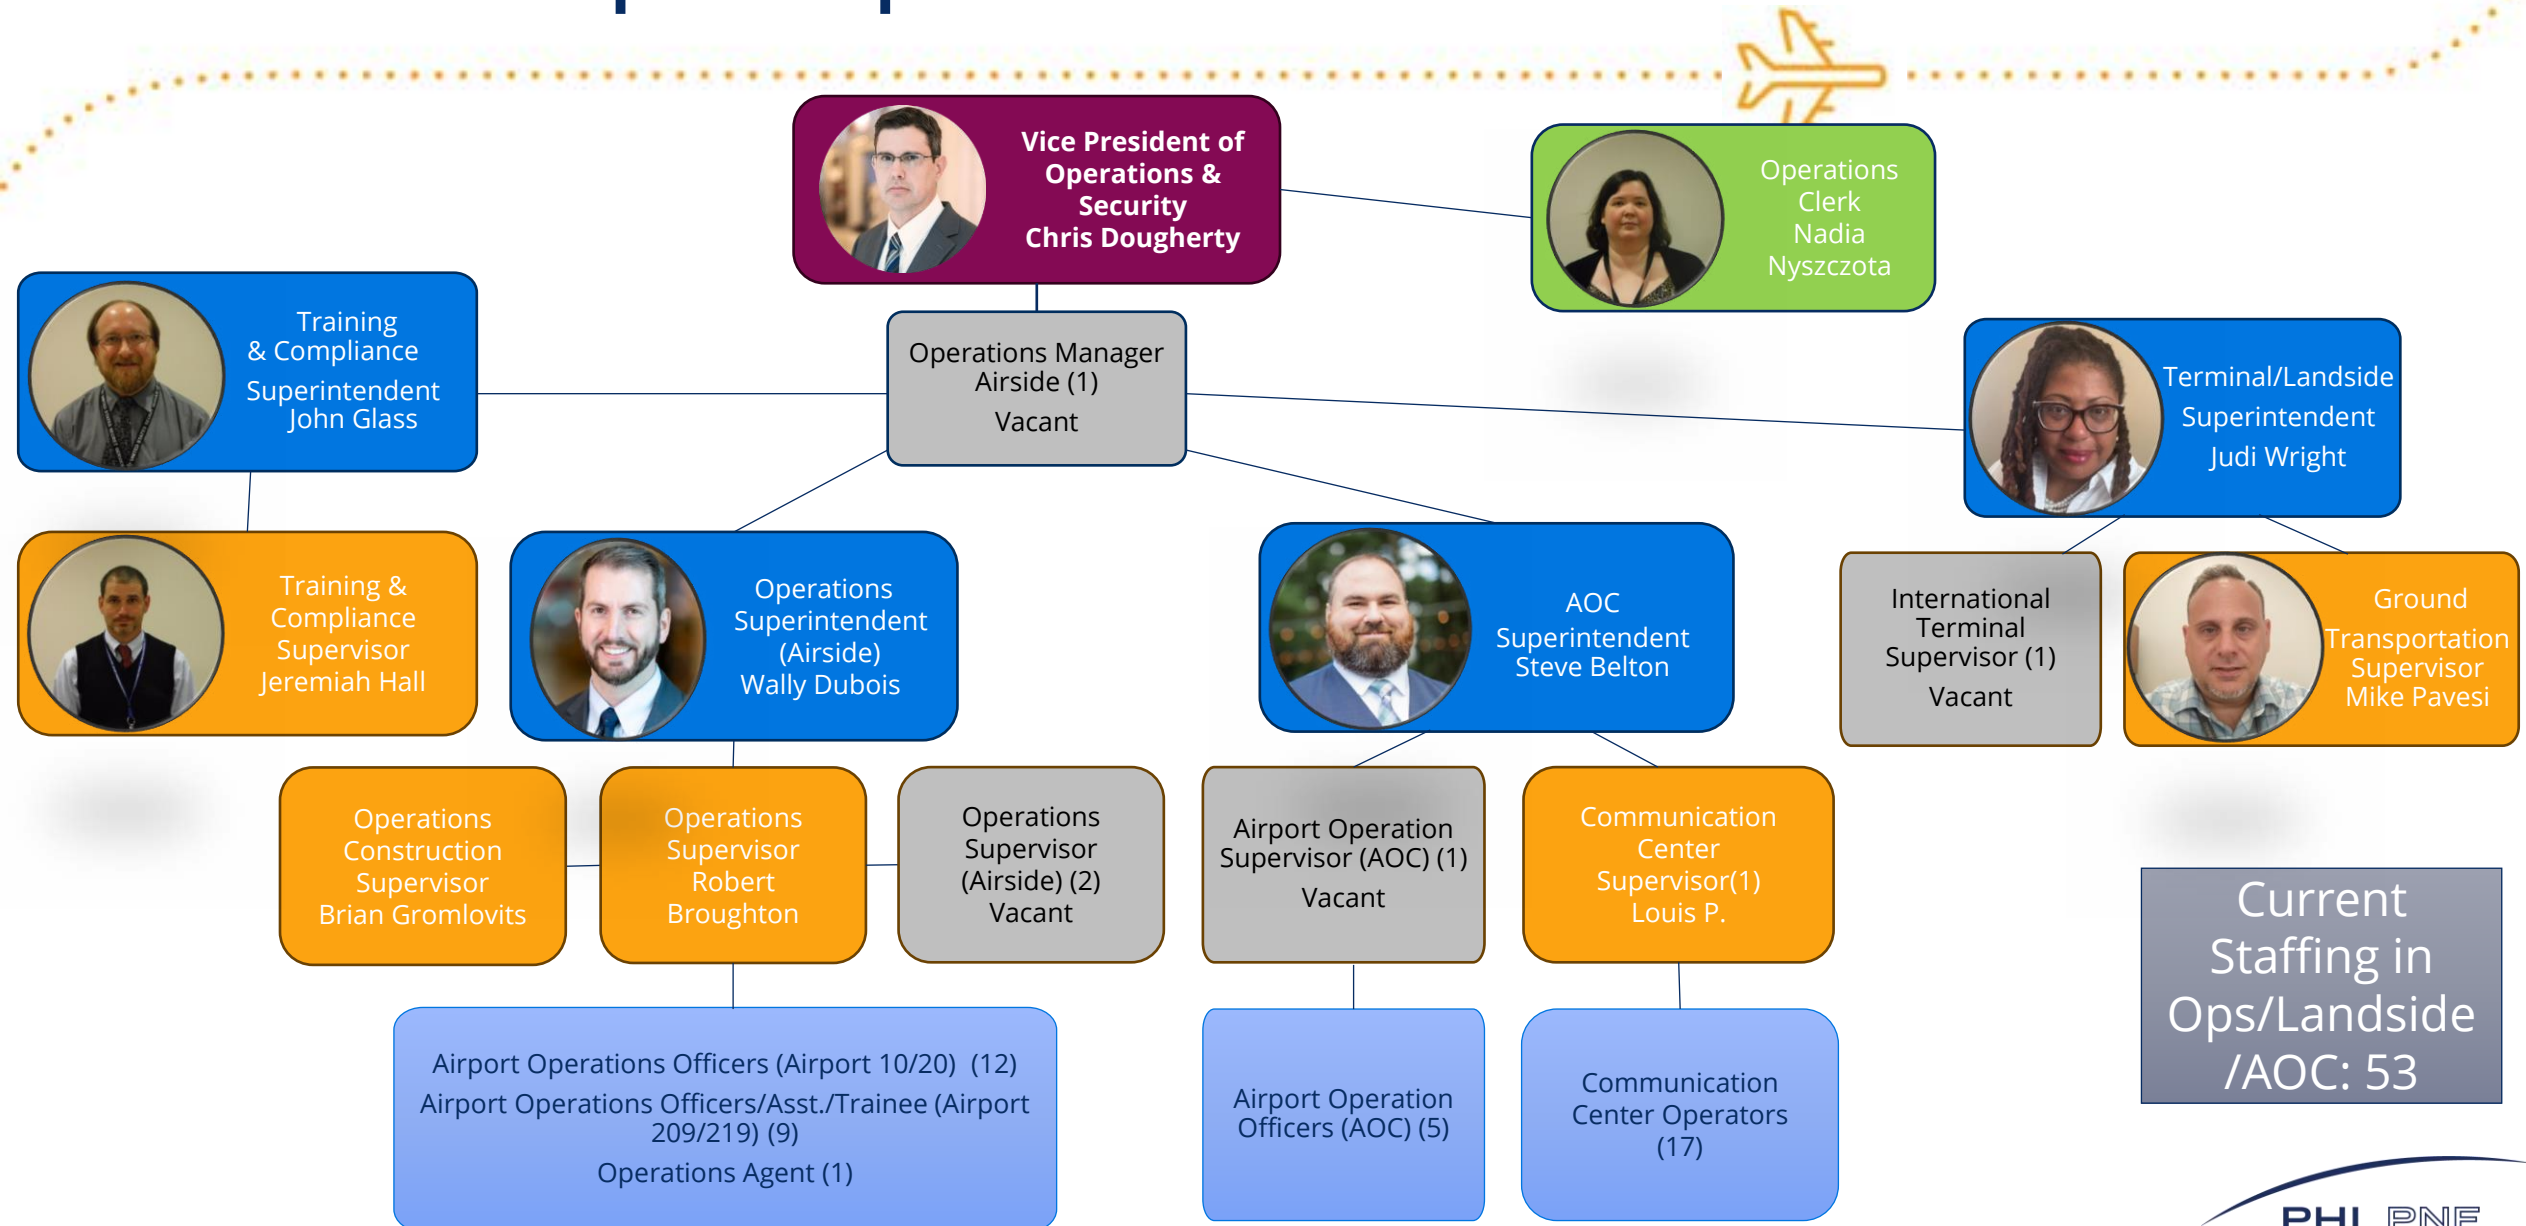 Vice President of
Operations &
Security
Chris Dougherty
Operations
Clerk
Nadia
Nyszczota
Training
& Compliance
Superintendent
John Glass
Operations Manager
Airside (1)
Vacant
Terminal/Landside
Superintendent
Judi Wright
Training &
Compliance
Supervisor
Jeremiah Hall
Operations
Superintendent
(Airside)
Wally Dubois
AOC
Superintendent
Steve Belton
International
Terminal
Supervisor (1)
Vacant
Ground
Transportation
Supervisor
Mike Pavesi
Operations
Construction
Supervisor
Brian Gromlovits
Operations
Supervisor
Robert
Broughton
Operations
Supervisor
(Airside) (2)
Vacant
Airport Operation
Supervisor (AOC) (1)
Vacant
Communication
Center
Supervisor(1)
Louis P.
Current
Staffing in
Ops/Landside
/AOC: 53
Airport Operations Officers (Airport 10/20) (12)
Airport Operations Officers/Asst./Trainee (Airport
209/219) (9)
Operations Agent (1)
Airport Operation
Officers (AOC) (5)
Communication
Center Operators
(17)
PHL PNE